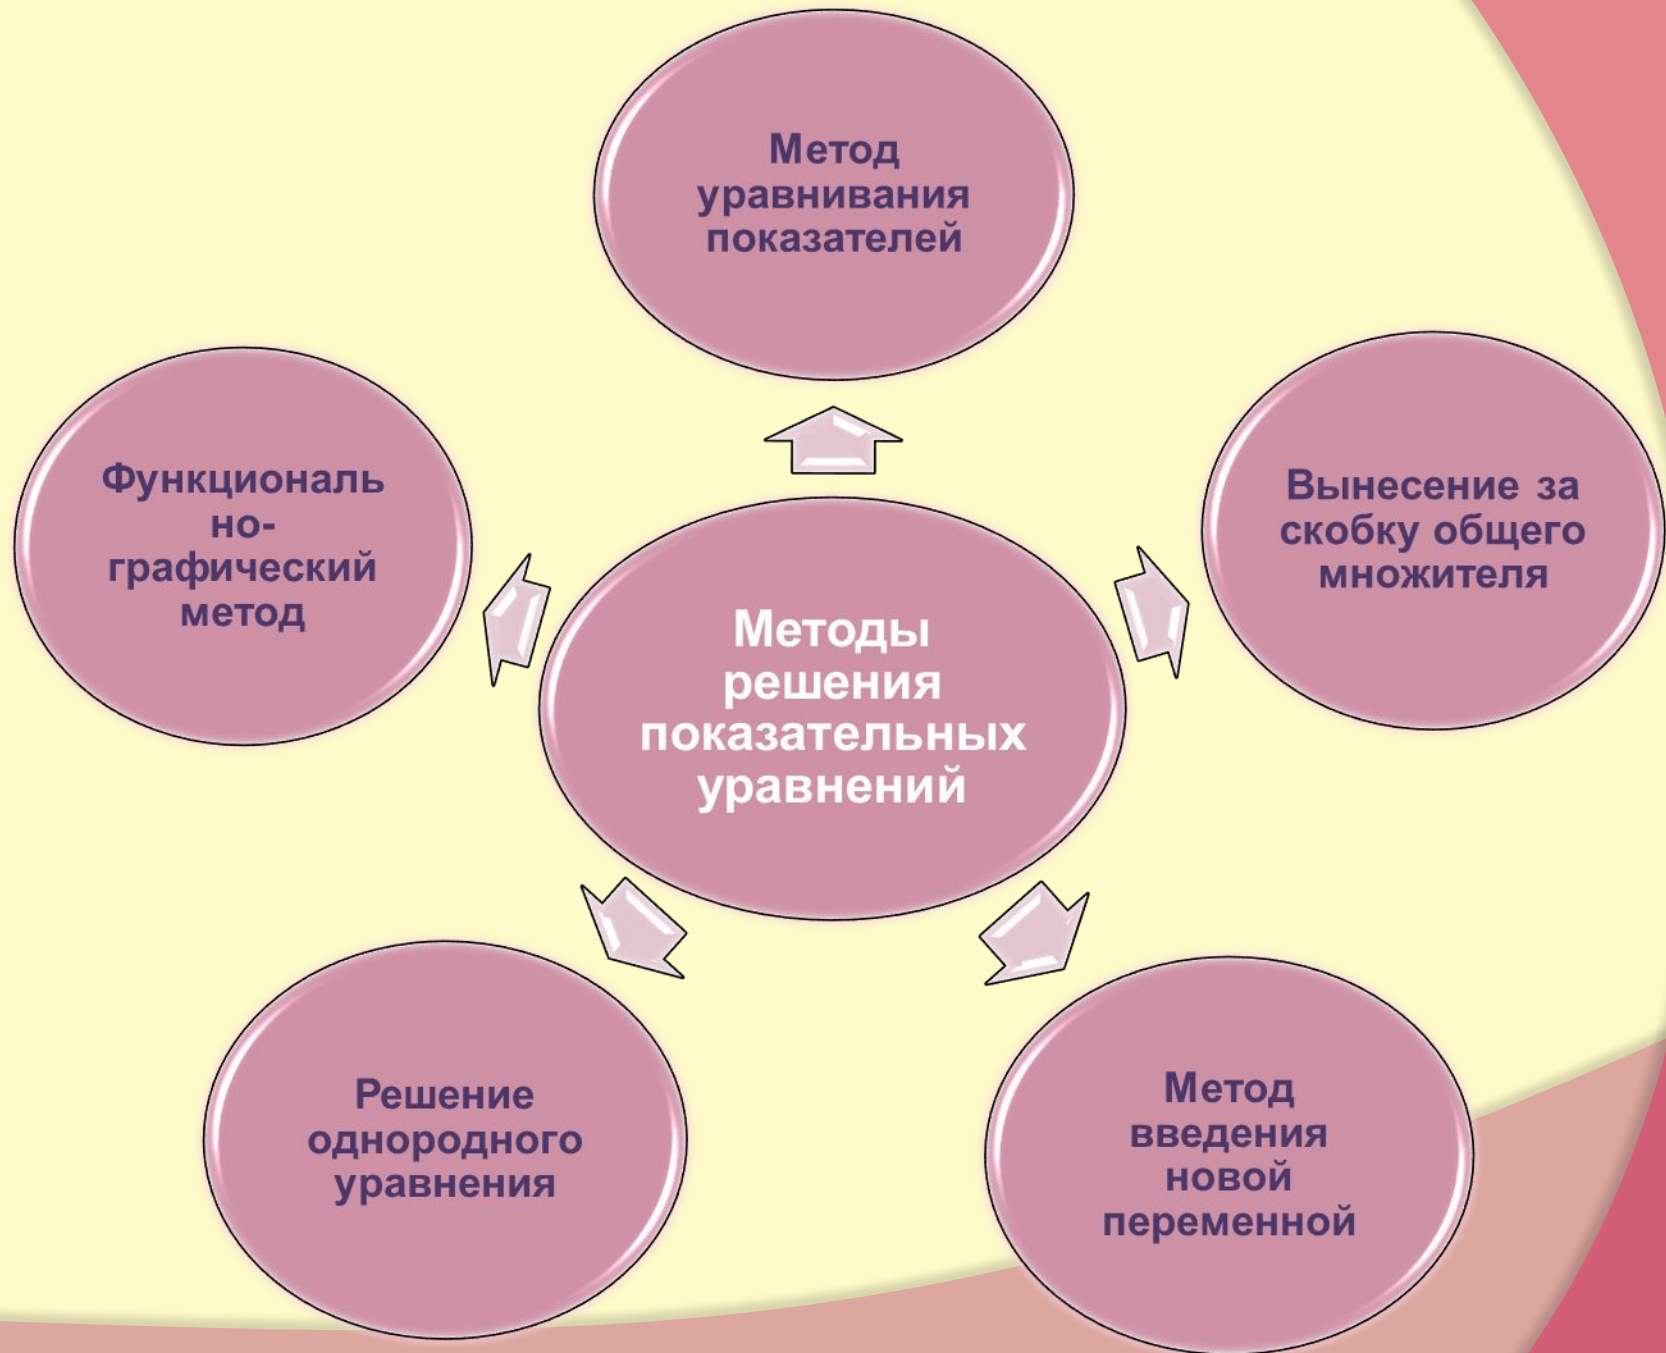 Метод
уравнивания
показателей
Функциональ
но-
графический
метод
Вынесение за
скобку общего
множителя
Методы
решения
показательных
уравнений
Решение
однородного
уравнения
Метод
введения
новой
переменной